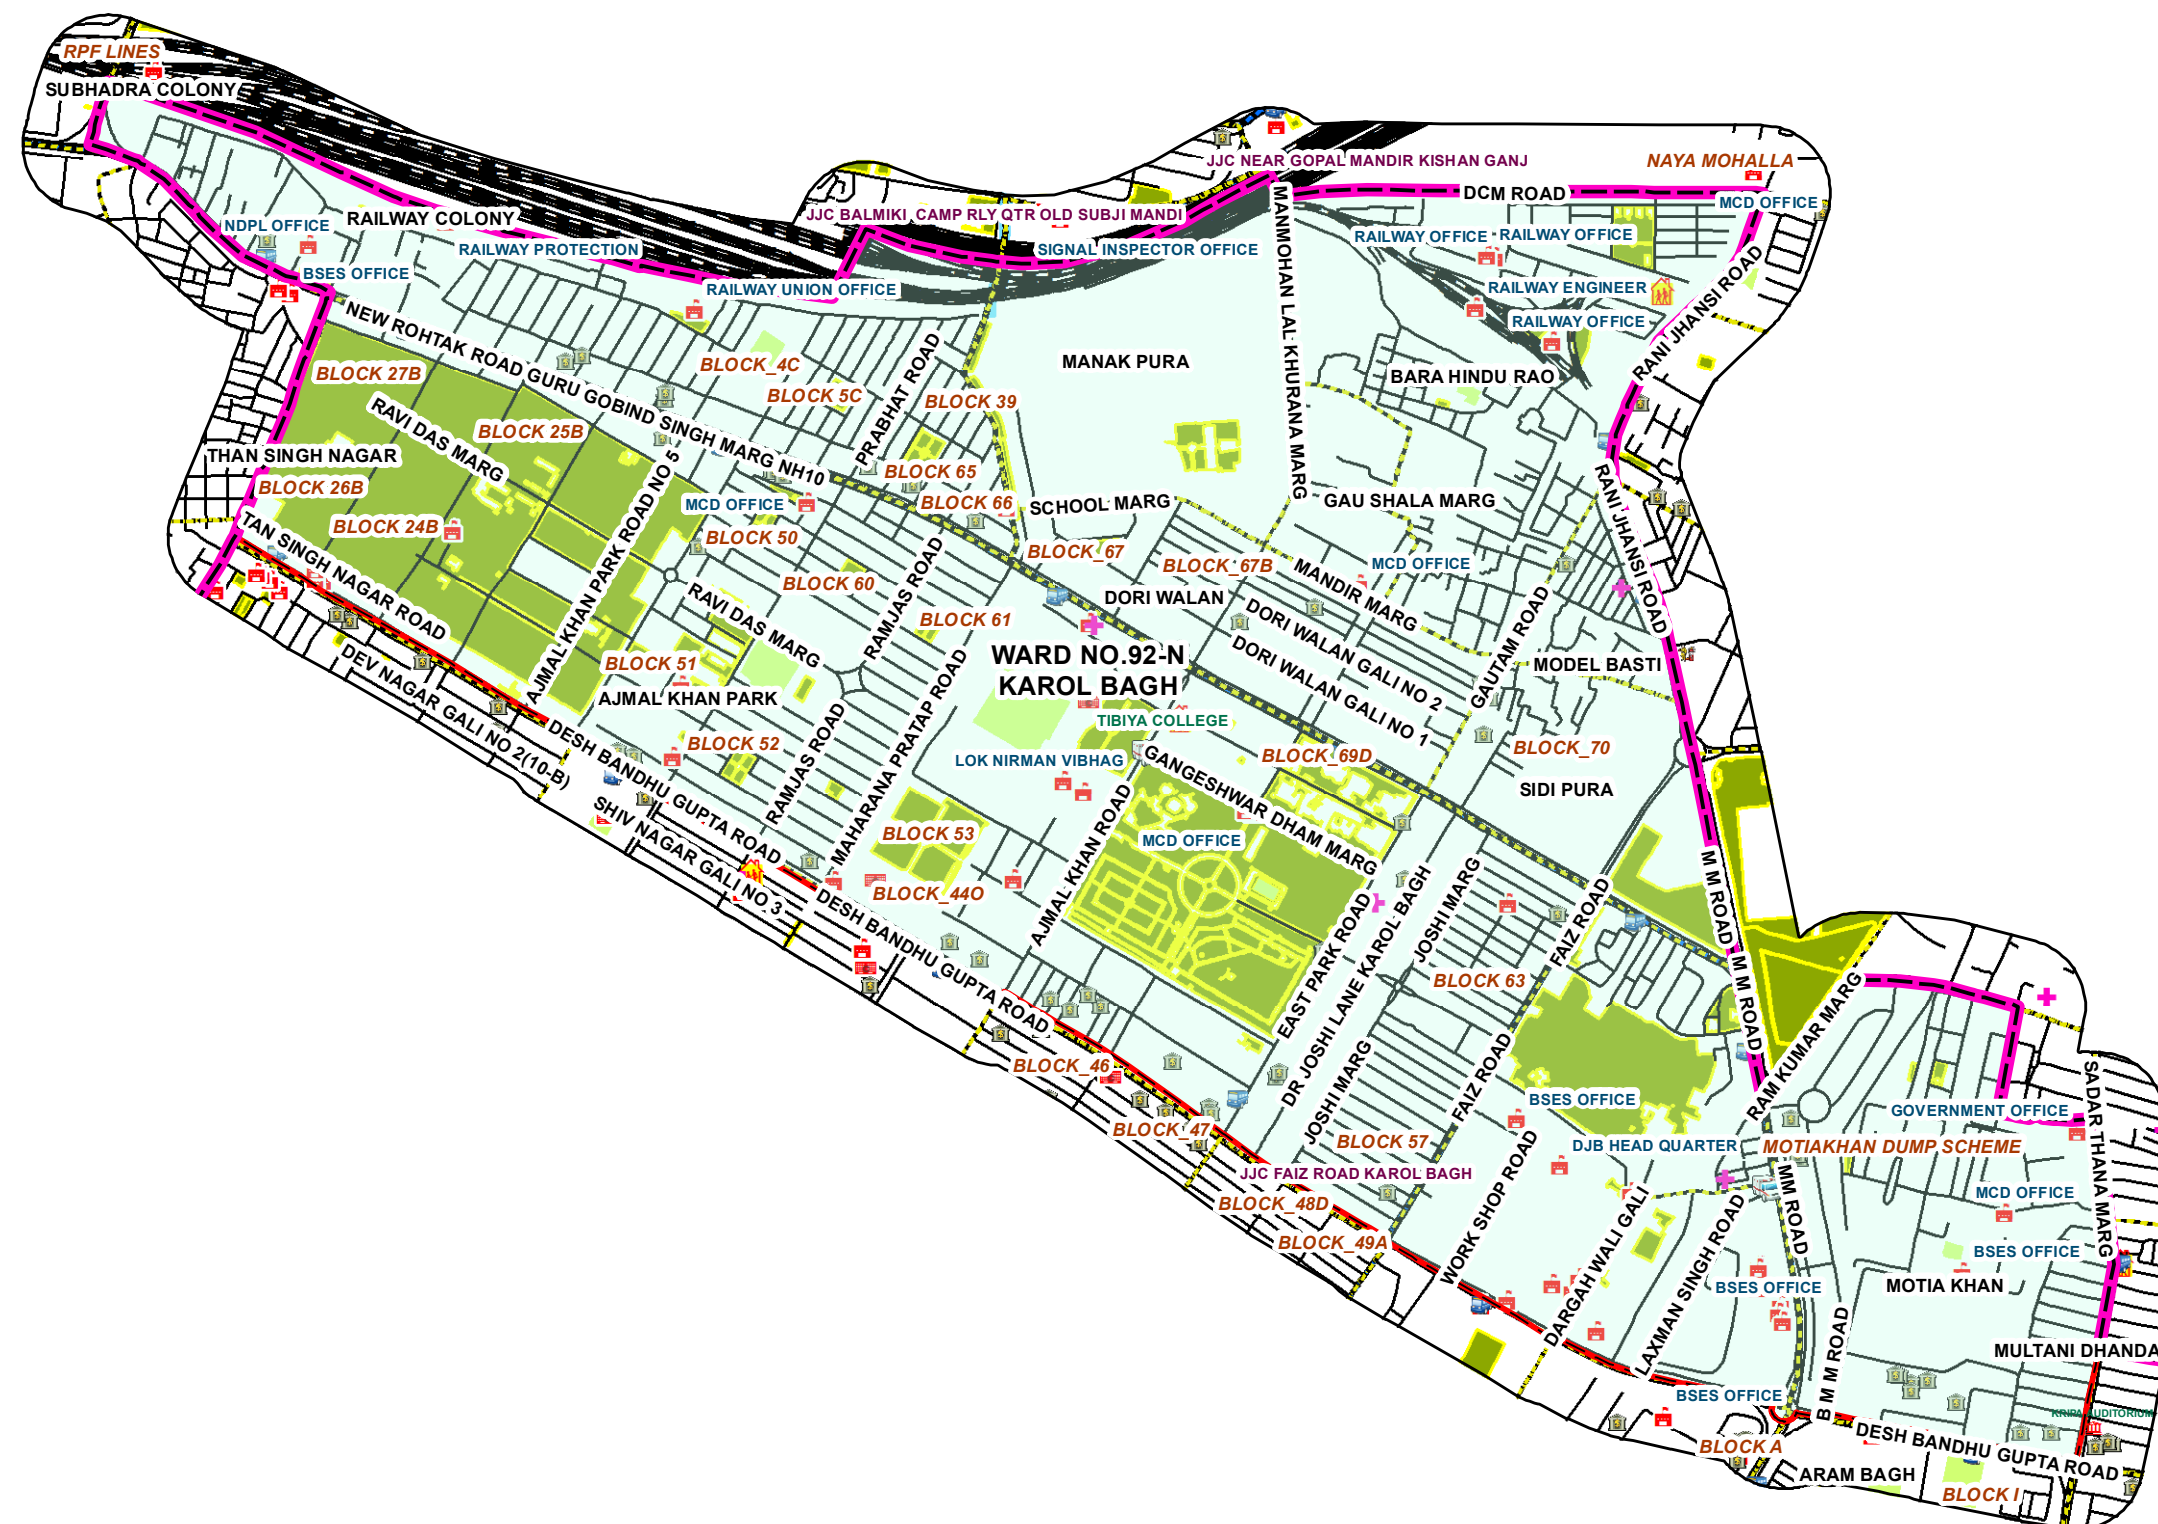 RPF LINES
SUBHADRA COLONY
JJC NEAR GOPAL MANDIR KISHAN GANJ
NAYA MOHALLA
DCM ROAD
MCD OFFICE
NDPL OFFICE
RAILWAY COLONY
JJC BALMIKI CAMP RLY QTR OLD SUBJI MANDI
RAILWAY PROTECTION
SIGNAL INSPECTOR OFFICE
RAILWAY OFFICE
RAILWAY OFFICE
BSES OFFICE
RAILWAY UNION OFFICE
RAILWAY ENGINEER
RAILWAY OFFICE
RANI JHANSI ROAD
MANMOHAN LAL KHURANA MARG
NEW ROHTAK ROAD GURU GOBIND SINGH MARG NH10
BLOCK 27B
BLOCK_4C
BLOCK 5C
PRABHAT ROAD
BLOCK 39
MANAK PURA
BARA HINDU RAO
RAVI DAS MARG
BLOCK 25B
THAN SINGH NAGAR
BLOCK 26B
BLOCK 24B
BLOCK 65
BLOCK 66
MCD OFFICE
BLOCK 50
SCHOOL MARG
GAU SHALA MARG
RANI JHANSI ROAD
TAN SINGH NAGAR ROAD
AJMAL KHAN PARK ROAD NO 5
BLOCK 60
RAMJAS ROAD
BLOCK_67
BLOCK_67B
MANDIR MARG
MCD OFFICE
DORI WALAN
DORI WALAN GALI NO 2
DORI WALAN GALI NO 1
GAUTAM ROAD
RAVI DAS MARG
BLOCK 61
BLOCK 51
AJMAL KHAN PARK
WARD NO.92-N
KAROL BAGH
MODEL BASTI
DEV NAGAR GALI NO 2(10-B)
DESH BANDHU GUPTA ROAD
BLOCK 52
RAMJAS ROAD
MAHARANA PRATAP ROAD
TIBIYA COLLEGE
LOK NIRMAN VIBHAG
GANGESHWAR DHAM MARG
BLOCK_69D
BLOCK_70
SIDI PURA
SHIV NAGAR GALI NO 3
BLOCK 53
BLOCK_44O
AJMAL KHAN ROAD
MCD OFFICE
M M ROAD
DESH BANDHU GUPTA ROAD
EAST PARK ROAD
DR JOSHI LANE KAROL BAGH
JOSHI MARG
BLOCK 63
FAIZ ROAD
M M ROAD
RAM KUMAR MARG
BLOCK_46
BLOCK_47
JOSHI MARG
FAIZ ROAD
BLOCK 57
BSES OFFICE
GOVERNMENT OFFICE
SADAR THANA MARG
JJC FAIZ ROAD KAROL BAGH
DJB HEAD QUARTER
MOTIAKHAN DUMP SCHEME
BLOCK_48D
BLOCK_49A
WORK SHOP ROAD
DARGAH WALI GALI
LAXMAN SINGH ROAD
MM ROAD
MCD OFFICE
BSES OFFICE
BSES OFFICE
MOTIA KHAN
B M M ROAD
MULTANI DHANDA
BSES OFFICE
KRIPA AUDITORIUM
BLOCK A
DESH BANDHU GUPTA ROAD
ARAM BAGH
BLOCK I